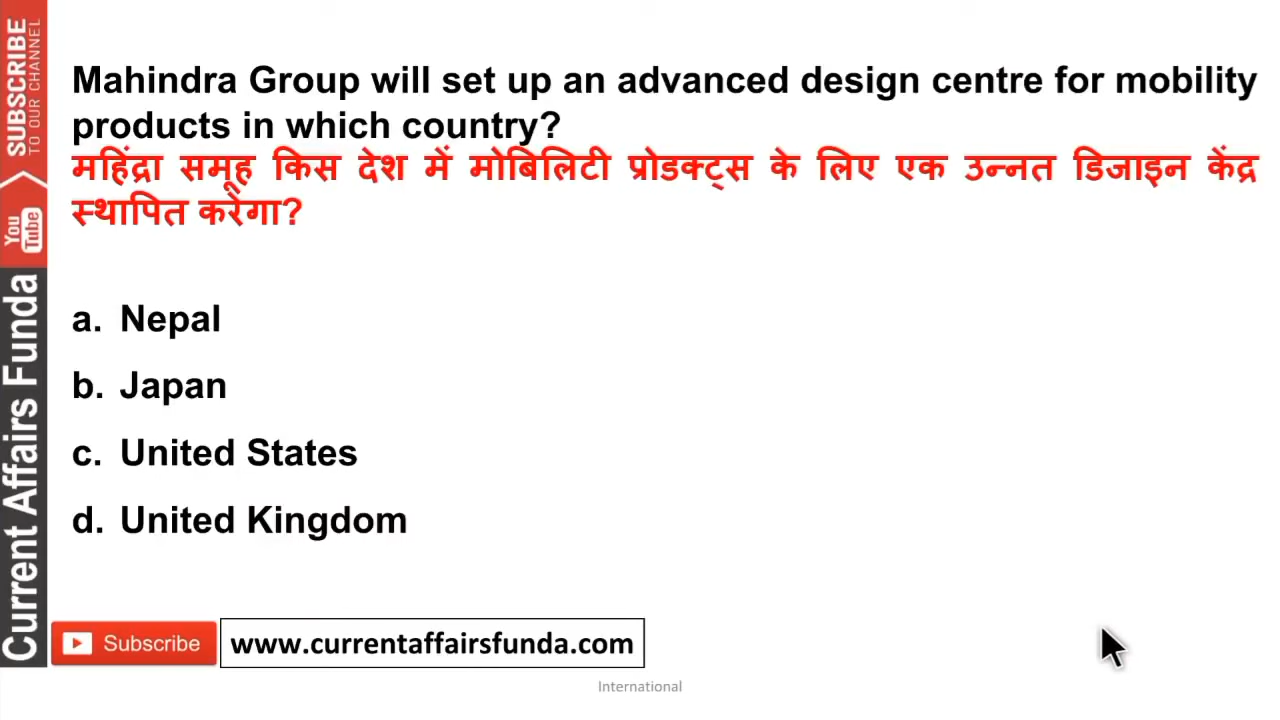 SUBSCRIBE
TO OUR CHANNEL
You Tube
Current Affairs Funda
Mahindra Group will set up an advanced design centre for mobility
products in which country?
महिंद्रा समूह किस देश में मोबिलिटी प्रोडक्ट्स के लिए एक उन्नत डिजाइन केंद्र
स्थापित करेगा?
a. Nepal
b. Japan
c. United States
d. United Kingdom
Subscribe
www.currentaffairsfunda.com
International